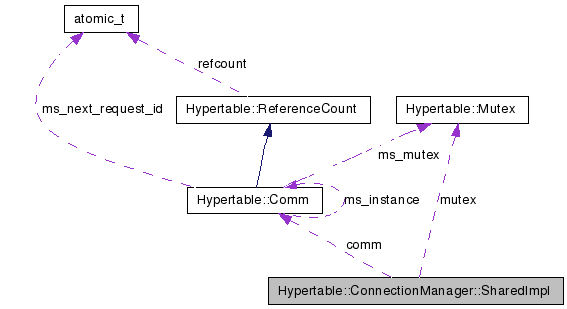 atomic_t
refcount
ms_next_request_id
Hypertable::ReferenceCount
Hypertable::Mutex
ms_mutex
Hypertable::Comm
ms_instance
mutex
comm
Hypertable::ConnectionManager::SharedImpl